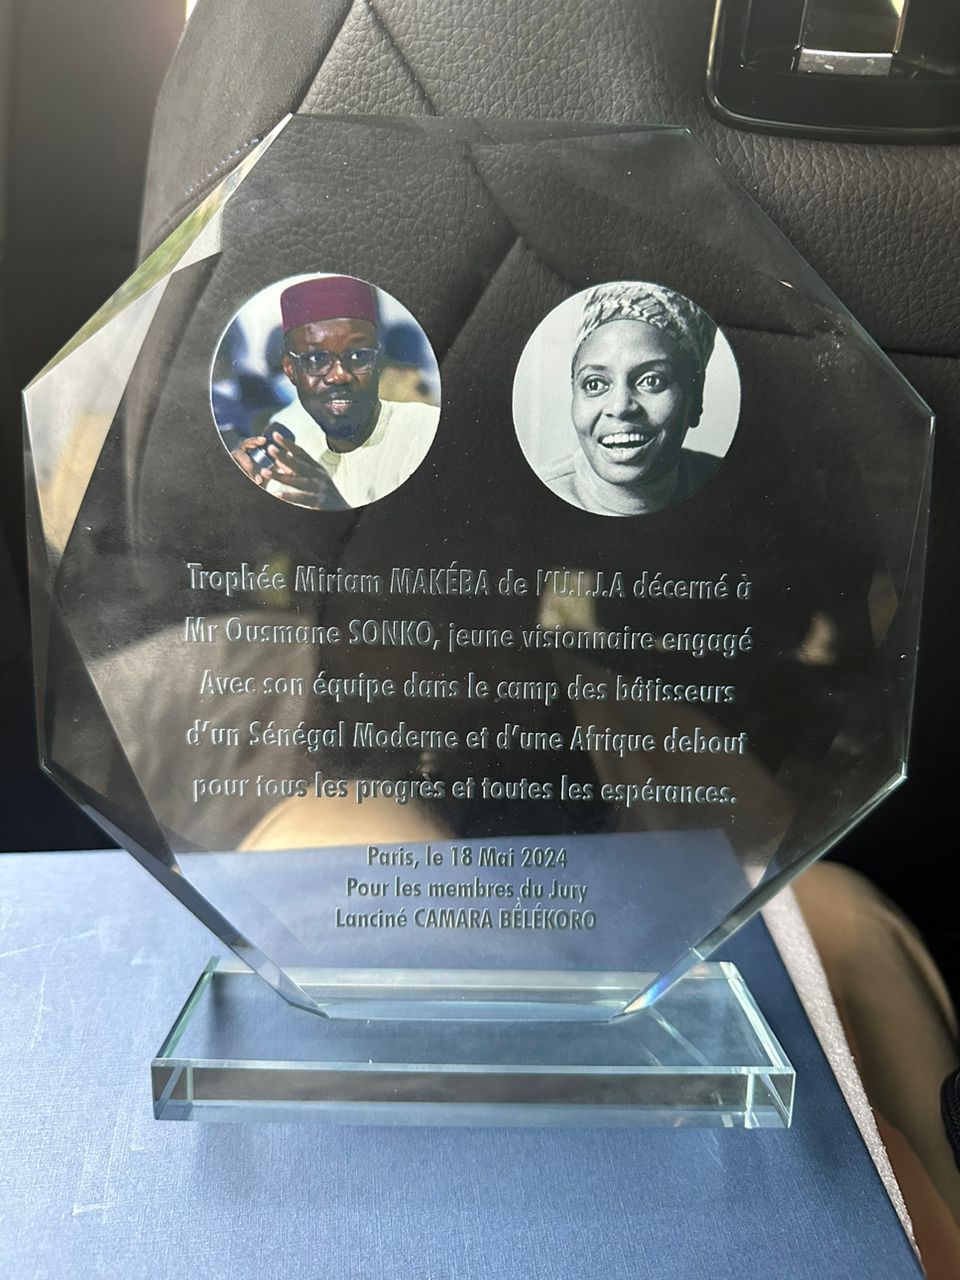 Trophée Miriam MAKÉBA de l'U.I.J.A décerné à
Mr Ousmane SONKO, jeune visionnaire engagé
Avec son équipe dans le camp des bâtisseurs
d'un Sénégal Moderne et d'une Afrique debout
pour tous les progrès et toutes les espérances.
Paris, le 18 Mai 2024
Pour les membres du Jury
Lanciné CAMARA BÊLÉKORO